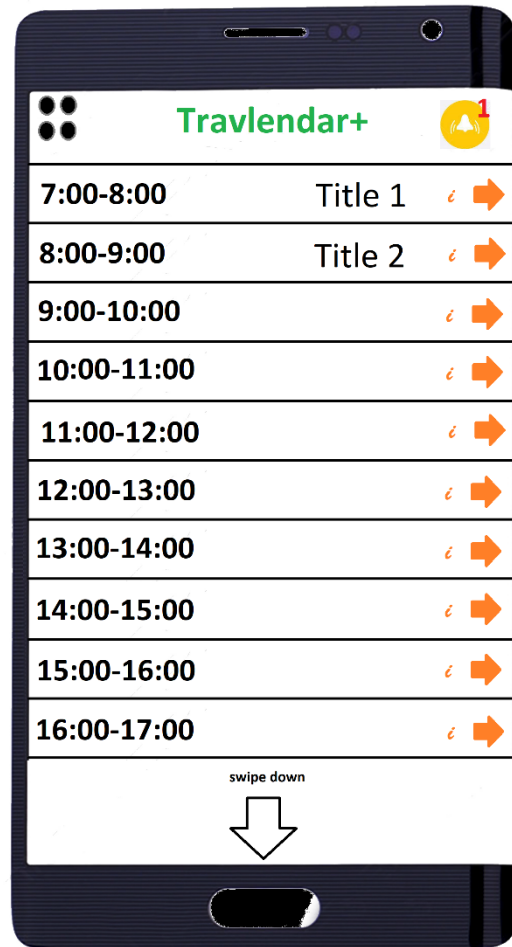 Travlendar+ 1
7:00-8:00 Title 1 i
8:00-9:00 Title 2 i
9:00-10:00 i
10:00-11:00 i
11:00-12:00 i
12:00-13:00 i
13:00-14:00 i
14:00-15:00 i
15:00-16:00 i
16:00-17:00 i
swipe down